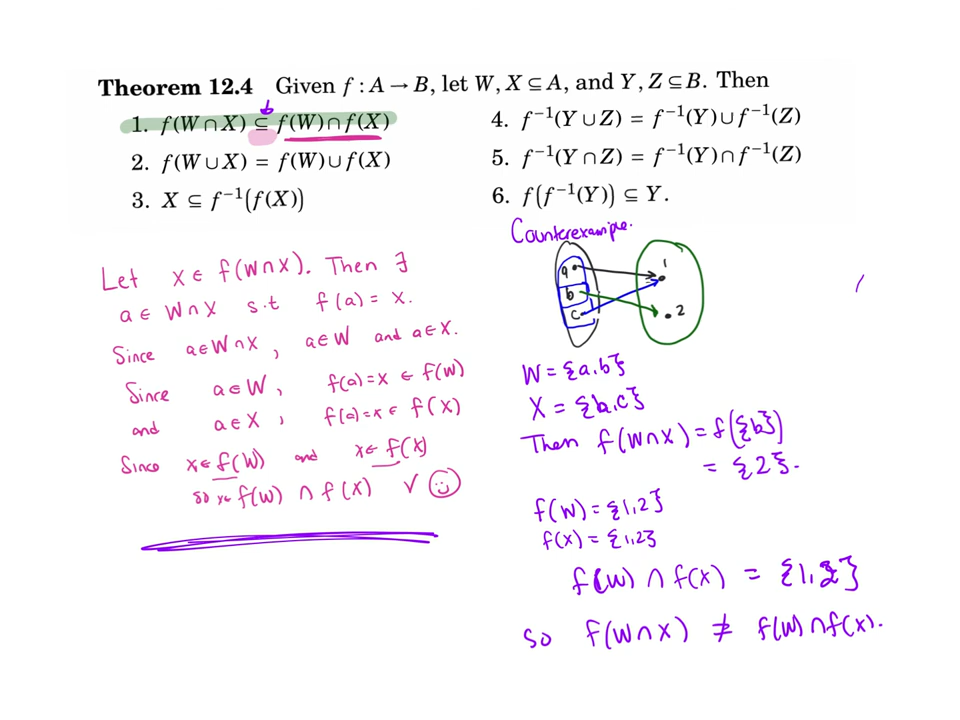 Theorem 12.4 Given f : A → B, let W, X ⊆ A, and Y, Z ⊆ B. Then
1. f(W ∩ X) ⊆ f(W) ∩ f(X)
2. f(W ∪ X) = f(W) ∪ f(X)
3. X ⊆ f⁻¹(f(X))
4. f⁻¹(Y ∪ Z) = f⁻¹(Y) ∪ f⁻¹(Z)
5. f⁻¹(Y ∩ Z) = f⁻¹(Y) ∩ f⁻¹(Z)
6. f(f⁻¹(Y)) ⊆ Y.
Let x ∈ f(W∩X). Then ∃
a ∈ W∩X s.t f(a) = x.
Since a∈W∩X, a∈W and a∈X.
Since a∈W, f(a)=x ∈ f(W)
and a∈X, f(a)=x ∈ f(X)
Since x∈f(W) and x∈f(X)
so x∈ f(W) ∩ f(X) ✓ ☺
Counterexample.
a 1
b
c 2
W = {a,b}
X = {b,c}
Then f(W∩X) = f({b})
= {2}.
f(W) = {1,2}
f(X) = {1,2}
f(W) ∩ f(X) = {1,2}
So f(W∩X) ≠ f(W)∩f(X).